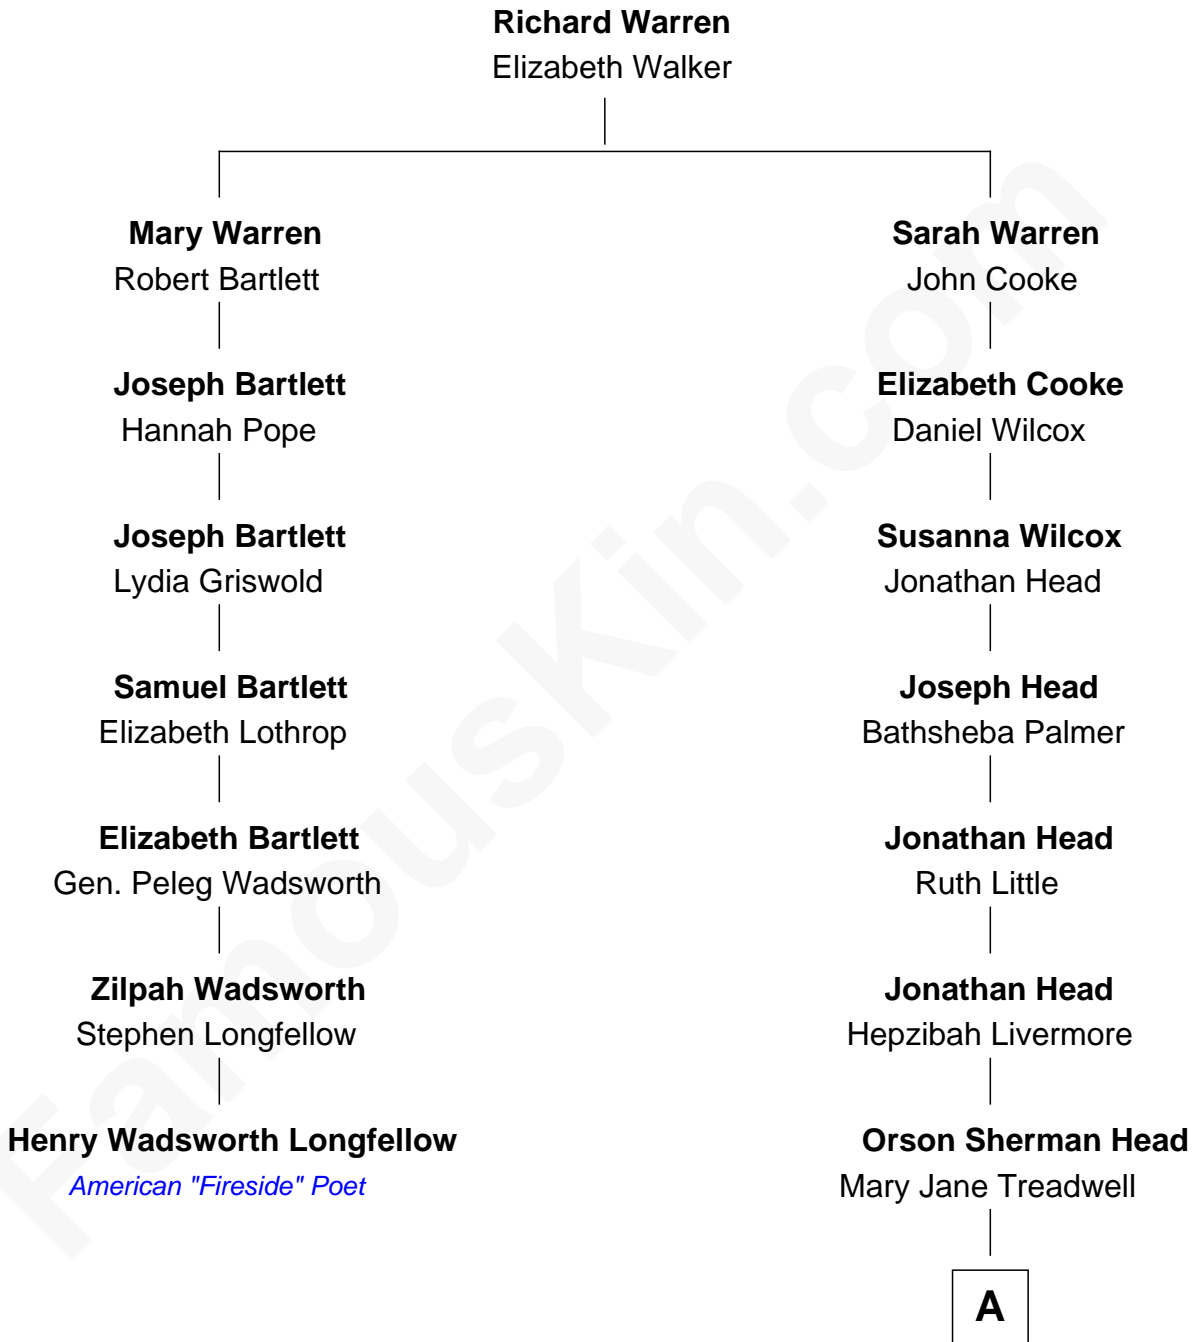 Richard Warren
Elizabeth Walker
Mary Warren
Robert Bartlett
Sarah Warren
John Cooke
Joseph Bartlett
Hannah Pope
Elizabeth Cooke
Daniel Wilcox
Joseph Bartlett
Lydia Griswold
Susanna Wilcox
Jonathan Head
Samuel Bartlett
Elizabeth Lothrop
Joseph Head
Bathsheba Palmer
Elizabeth Bartlett
Gen. Peleg Wadsworth
Jonathan Head
Ruth Little
Zilpah Wadsworth
Stephen Longfellow
Jonathan Head
Hepzibah Livermore
Henry Wadsworth Longfellow
American "Fireside" Poet
Orson Sherman Head
Mary Jane Treadwell
A
FamousKin.com